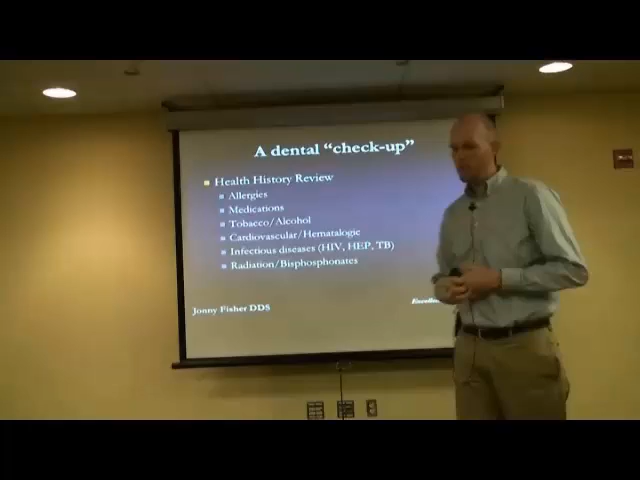 A dental “check-up”
Health History Review
Allergies
Medications
Tobacco/Alcohol
Cardiovascular/Hematalogic
Infectious diseases (HIV, HEP, TB)
Radiation/Bisphosphonates
Jonny Fisher DDS